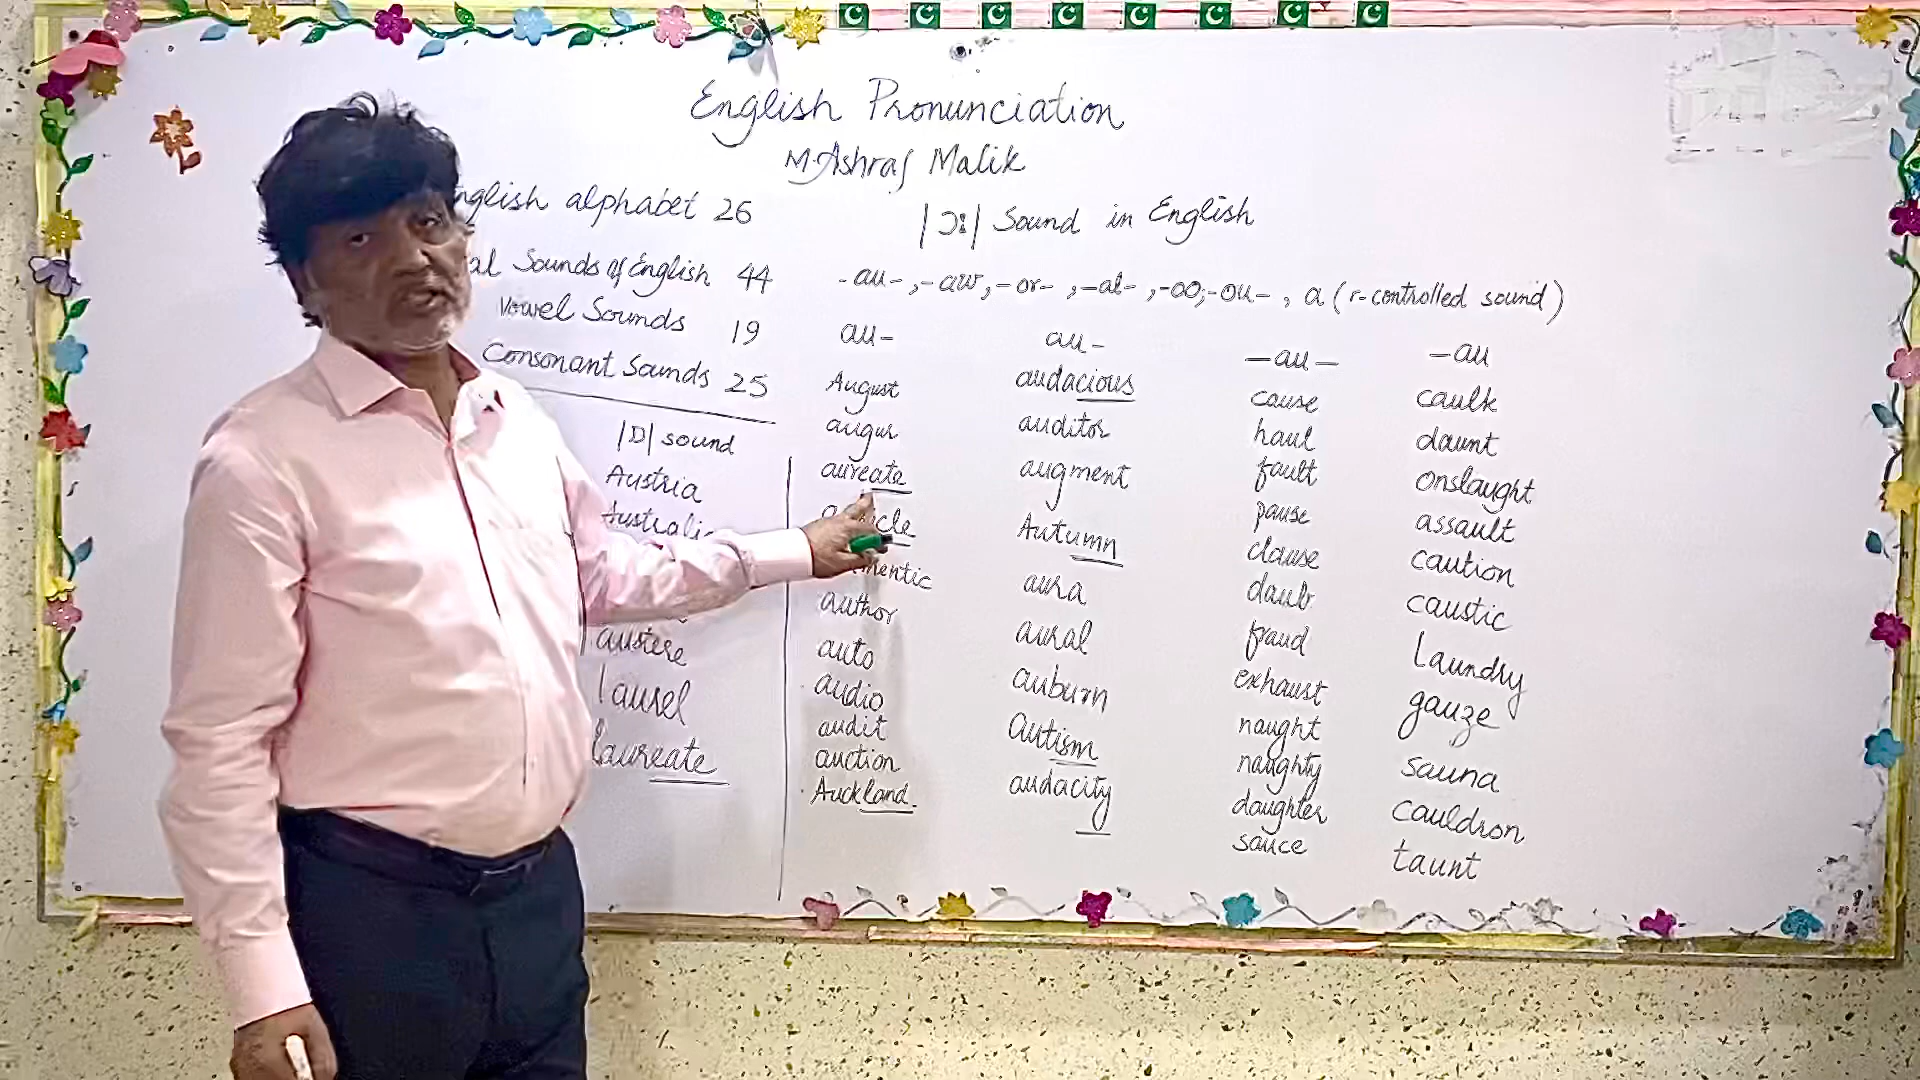 English Pronunciation
M. Ashraf Malik
English alphabet 26
Sounds of English 44
Vowel Sounds 19
Consonant Sounds 25
/ɔː/ Sound in English
-au-, -aw, -or-, -al-, -oo, -ou-, a (r-controlled sound)
/ɒ/ sound
Austria
austere
laurel
laureate
au-
August
augur
aureate
author
auto
audio
audit
auction
Auckland.
au-
audacious
auditor
augment
Autumn
aura
aural
auburn
Autism
audacity
-au-
cause
haul
fault
pause
clause
daub
fraud
exhaust
naught
naughty
daughter
sauce
-au
caulk
daunt
onslaught
assault
caution
caustic
Laundry
gauze
sauna
cauldron
taunt